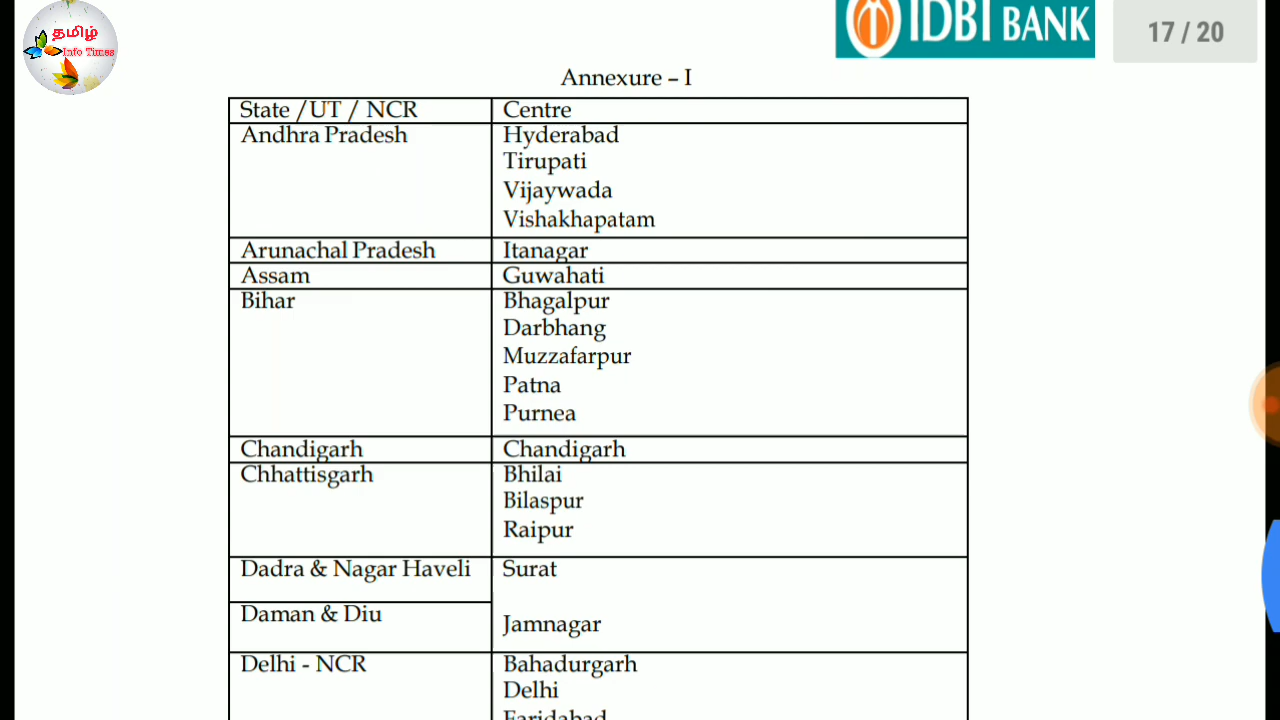 தமிழ்
Info Times
IDBI BANK
17 / 20
Annexure – I
State /UT / NCR Centre
Andhra Pradesh Hyderabad
Tirupati
Vijaywada
Vishakhapatam
Arunachal Pradesh Itanagar
Assam Guwahati
Bihar Bhagalpur
Darbhang
Muzzafarpur
Patna
Purnea
Chandigarh Chandigarh
Chhattisgarh Bhilai
Bilaspur
Raipur
Dadra & Nagar Haveli Surat
Daman & Diu Jamnagar
Delhi - NCR Bahadurgarh
Delhi
Faridabad